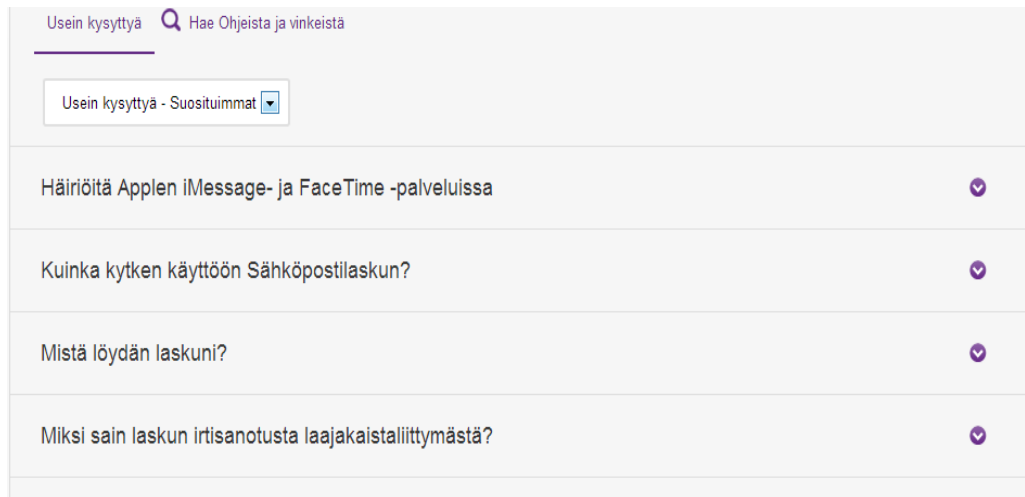 Usein kysyttyä Hae Ohjeista ja vinkeistä
Usein kysyttyä - Suosituimmat
Häiriöitä Applen iMessage- ja FaceTime -palveluissa
Kuinka kytken käyttöön Sähköpostilaskun?
Mistä löydän laskuni?
Miksi sain laskun irtisanotusta laajakaistaliittymästä?